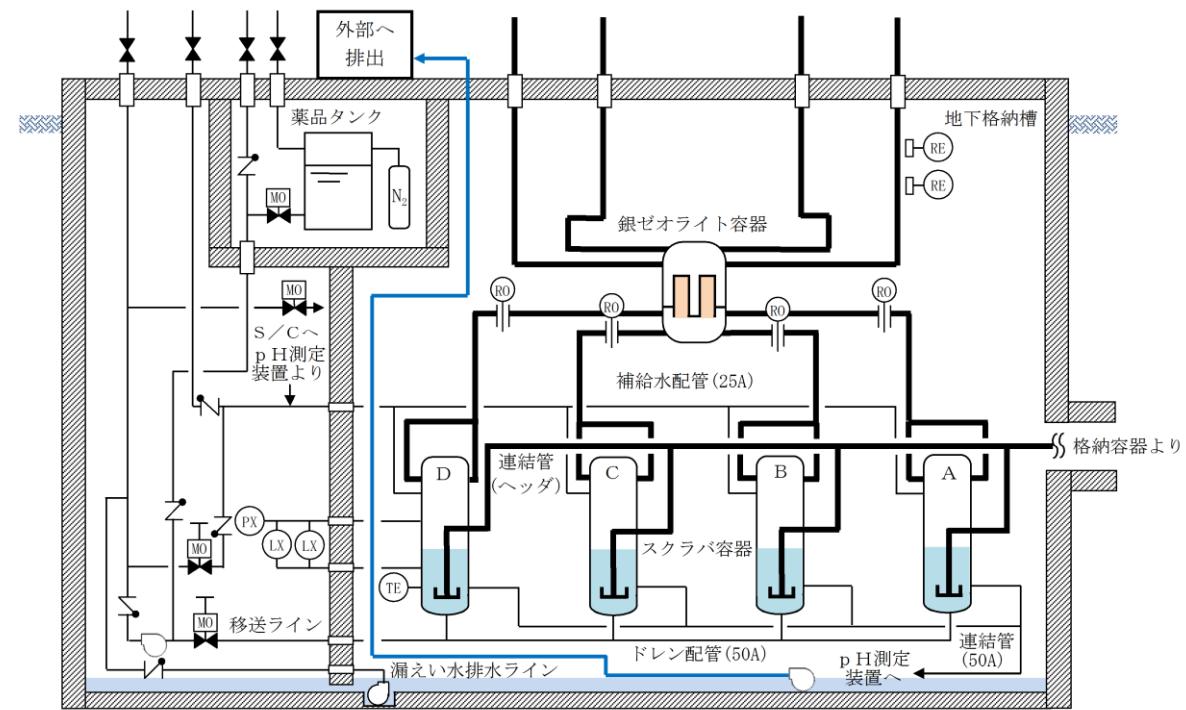 外部へ
排出
薬品タンク
地下格納槽
RE
RE
MO
N₂
銀ゼオライト容器
MO
RO
RO
RO
RO
S/Cへ
pH測定
装置より
補給水配管(25A)
格納容器より
連結管
(ヘッダ)
D
C
B
A
PX
LX
LX
MO
スクラバ容器
TE
MO
移送ライン
ドレン配管(50A)
連結管
(50A)
pH測定
装置へ
漏えい水排水ライン